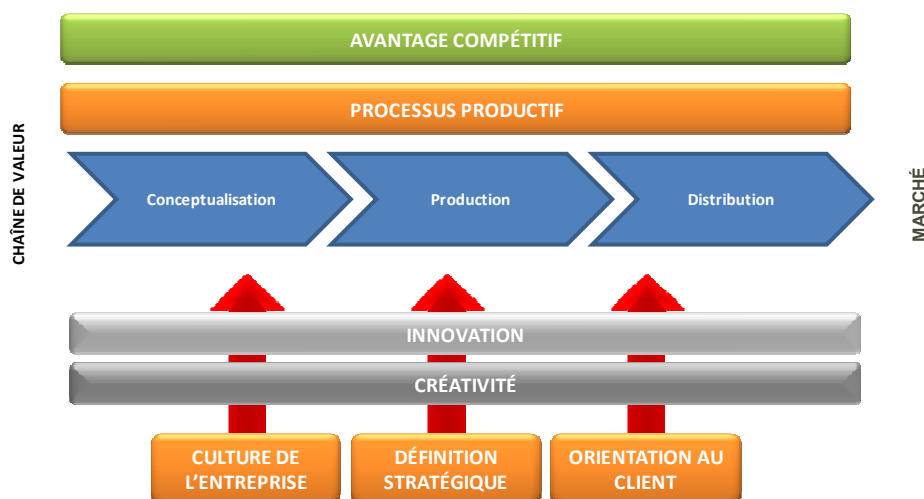 AVANTAGE COMPÉTITIF
PROCESSUS PRODUCTIF
CHAÎNE DE VALEUR
Conceptualisation
Production
Distribution
MARCHÉ
INNOVATION
CRÉATIVITÉ
CULTURE DE
L'ENTREPRISE
DÉFINITION
STRATÉGIQUE
ORIENTATION AU
CLIENT